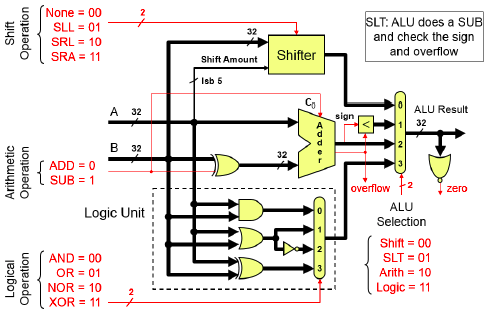 Shift
Operation
None = 00
SLL = 01
SRL = 10
SRA = 11
2
32
Shifter
Shift Amount
lsb 5
SLT: ALU does a SUB
and check the sign
and overflow
A
32
B
32
c0
Adder
32
sign
<
overflow
0
1
2
3
ALU Result
32
zero
2
ALU
Selection
Shift = 00
SLT = 01
Arith = 10
Logic = 11
Arithmetic
Operation
ADD = 0
SUB = 1
Logic Unit
0
1
2
3
Logical
Operation
AND = 00
OR = 01
NOR = 10
XOR = 11
2